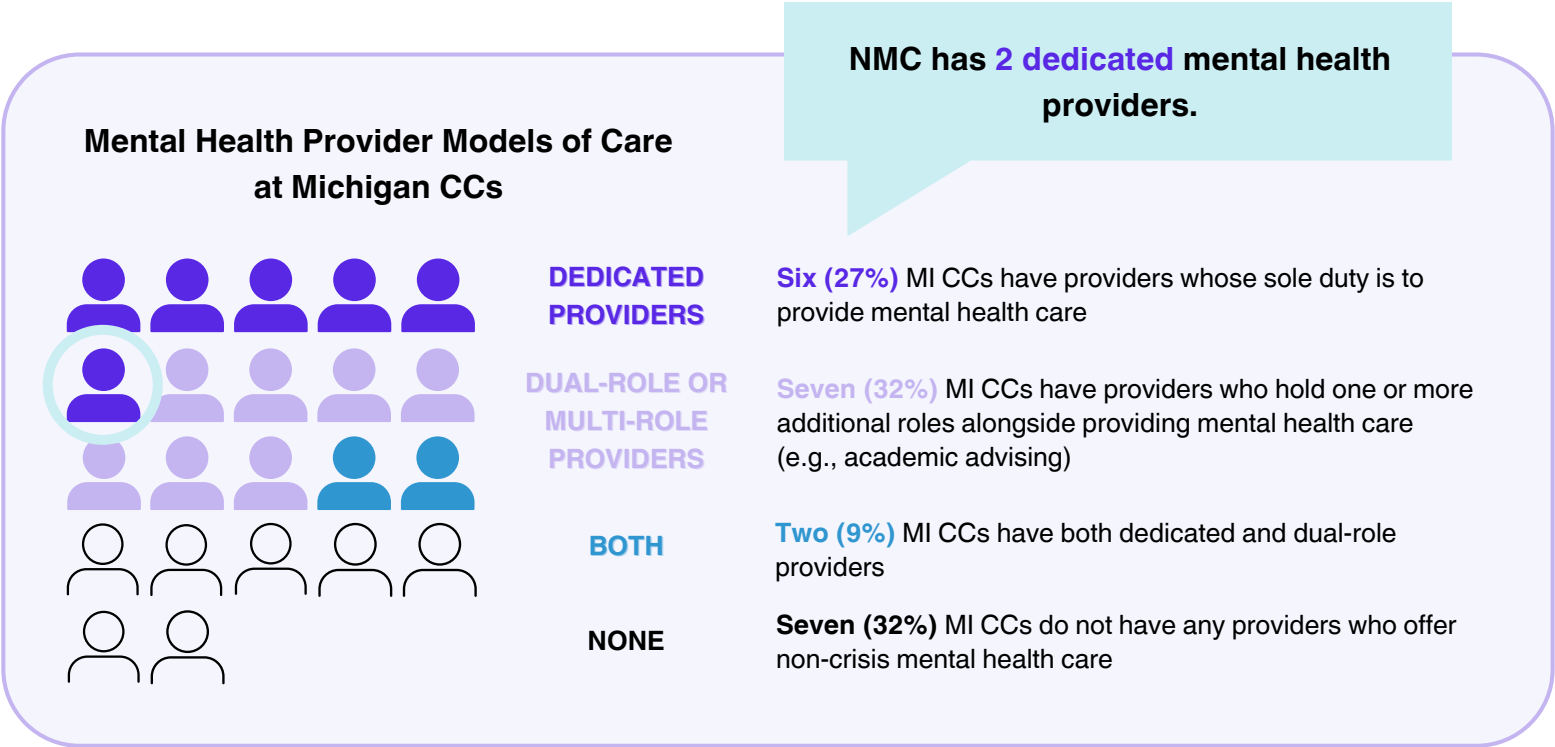 NMC has 2 dedicated mental health
providers.
Mental Health Provider Models of Care
at Michigan CCs
DEDICATED
PROVIDERS
Six (27%) MI CCs have providers whose sole duty is to
provide mental health care
DUAL-ROLE OR
MULTI-ROLE
PROVIDERS
Seven (32%) MI CCs have providers who hold one or more
additional roles alongside providing mental health care
(e.g., academic advising)
BOTH
Two (9%) MI CCs have both dedicated and dual-role
providers
NONE
Seven (32%) MI CCs do not have any providers who offer
non-crisis mental health care